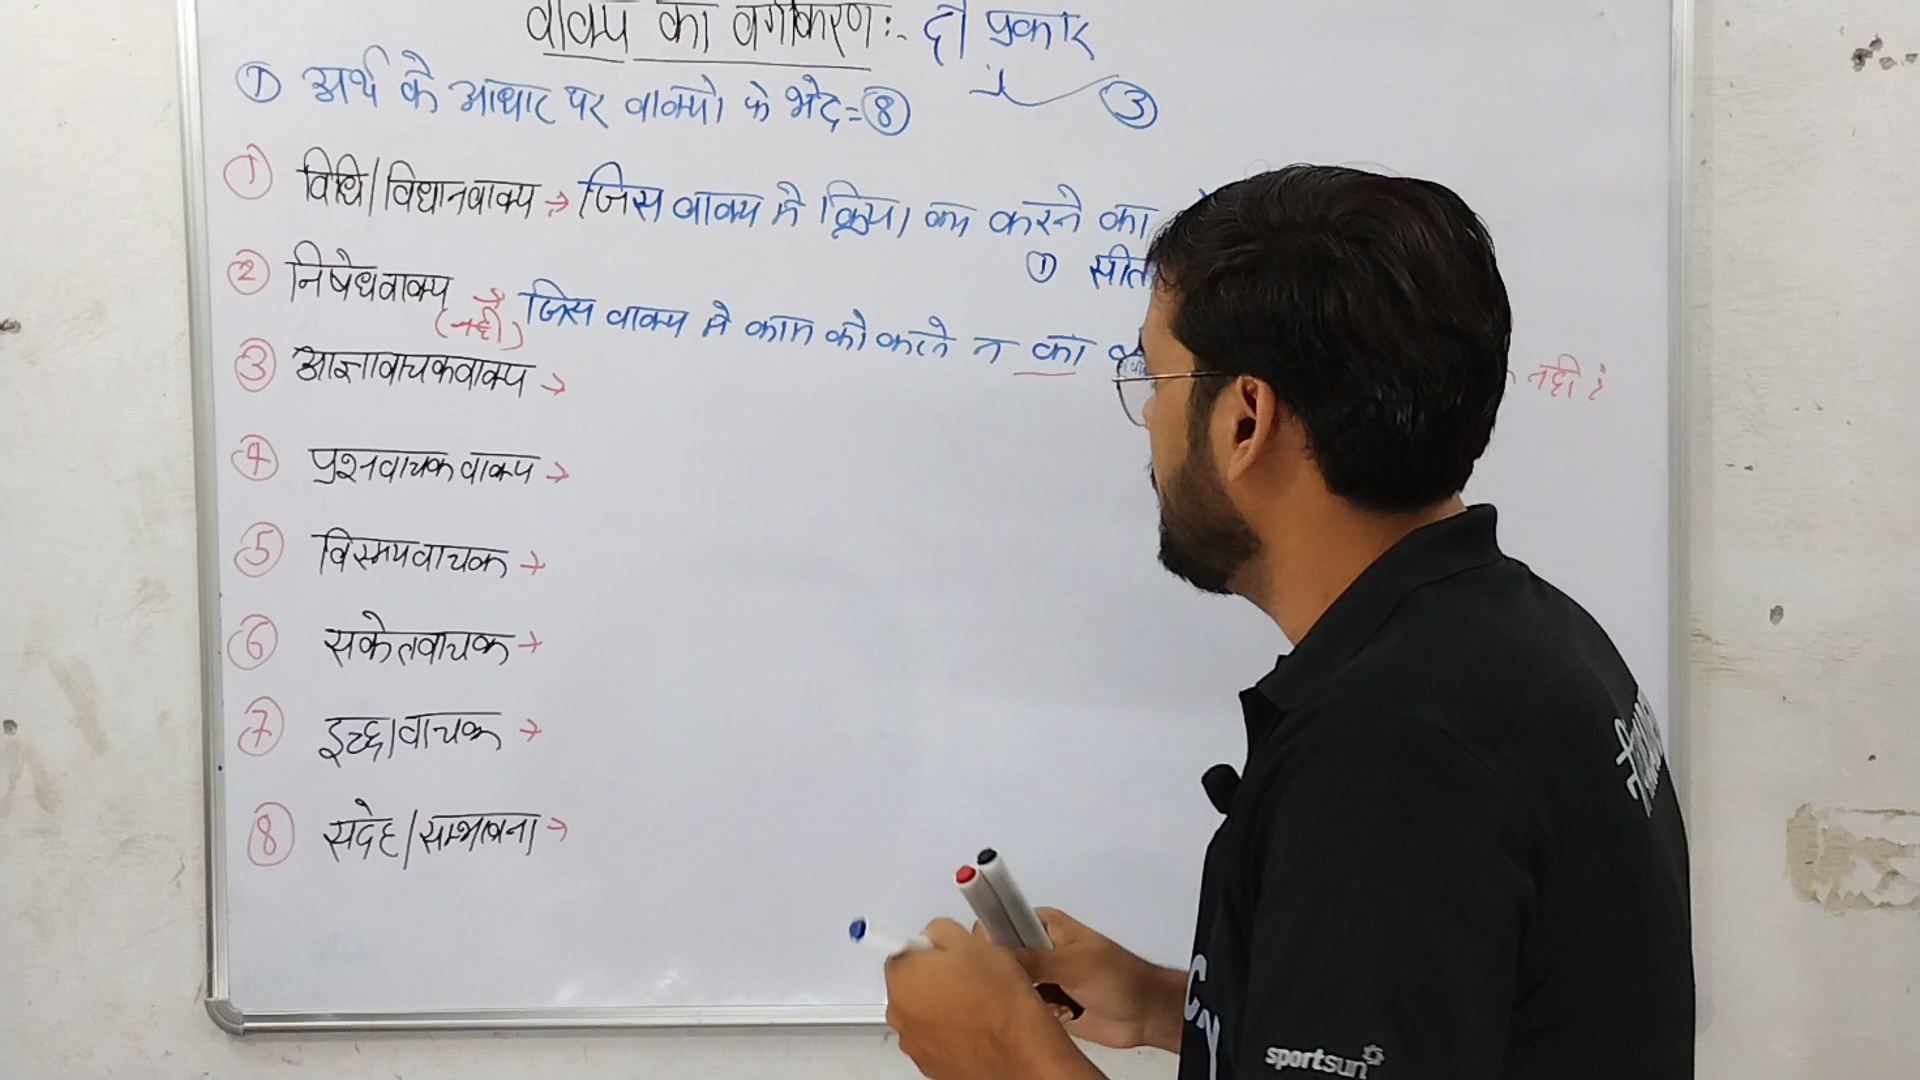 वाक्य का वर्गीकरण :- दो प्रकार
① अर्थ के आधार पर वाक्यो के भेद = ⑧ ③
① विधि/विधानवाक्य → जिस वाक्य मे क्रिया का करने का
① सीता
② निषेधवाक्य → जिस वाक्य मे काम को करने न का
(नही)
नही है
③ आज्ञावाचकवाक्य →
④ प्रश्नवाचक वाक्य →
⑤ विस्मयवाचक →
⑥ सकेतवाचक →
⑦ इच्छावाचक →
⑧ सदेह/सम्भावना →
sportsun